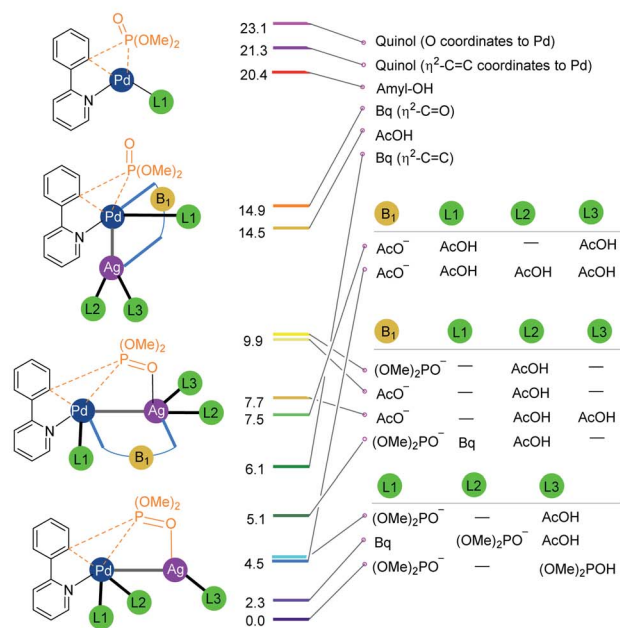 O
P(OMe)₂
Pd
N
L1
O
P(OMe)₂
B₁
Pd
L1
N
Ag
L2
L3
(OMe)₂
P
O
L3
Pd
Ag
L2
N
L1
B₁
(OMe)₂
P
O
Pd
Ag
N
L2
L3
L1
23.1
21.3
20.4
14.9
14.5
9.9
7.7
7.5
6.1
5.1
4.5
2.3
0.0
Quinol (O coordinates to Pd)
Quinol (η²-C=C coordinates to Pd)
Amyl-OH
Bq (η²-C=O)
AcOH
Bq (η²-C=C)
B₁ L1 L2 L3
AcO⁻ AcOH — AcOH
AcO⁻ AcOH AcOH AcOH
B₁ L1 L2 L3
(OMe)₂PO⁻ — AcOH —
AcO⁻ — AcOH —
AcO⁻ — AcOH AcOH
(OMe)₂PO⁻ Bq AcOH —
L1 L2 L3
(OMe)₂PO⁻ — AcOH
Bq (OMe)₂PO⁻ AcOH
(OMe)₂PO⁻ — (OMe)₂POH